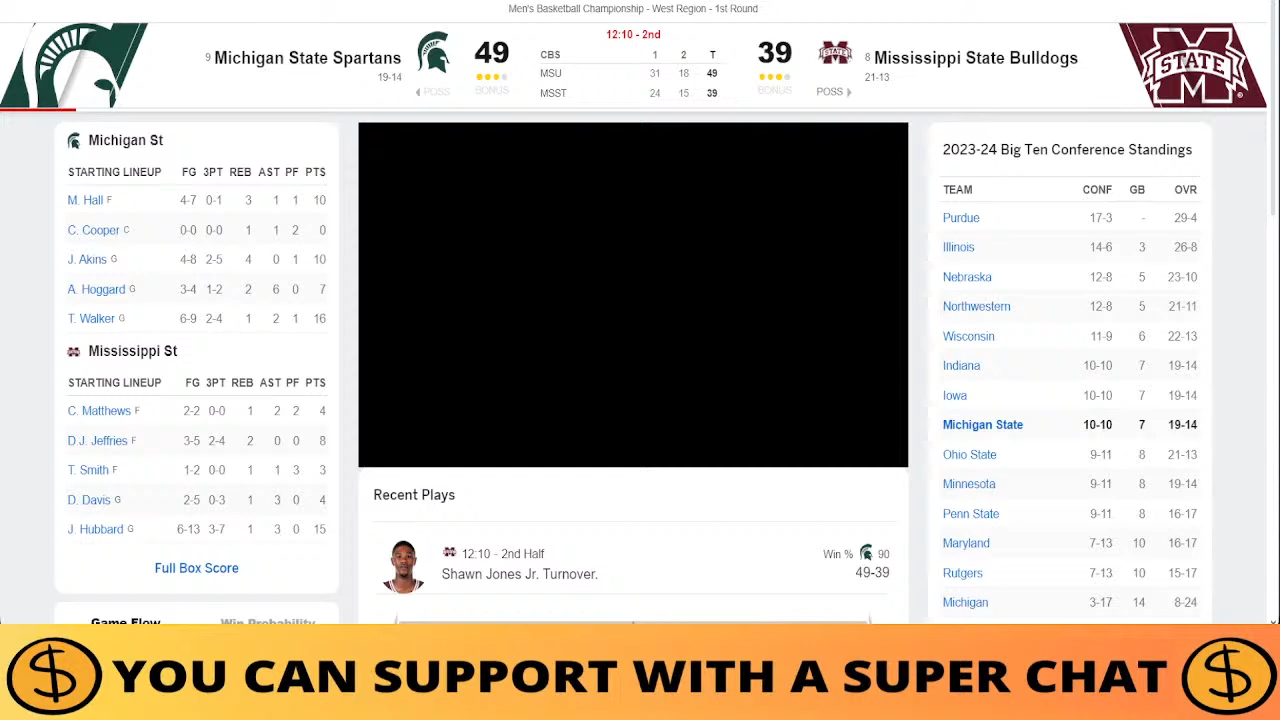 Men's Basketball Championship - West Region - 1st Round
9 Michigan State Spartans
19-14
49
POSS
BONUS
12:10 - 2nd
CBS 1 2 T
MSU 31 18 49
MSST 24 15 39
39
BONUS
POSS
8 Mississippi State Bulldogs
21-13
STATE
STATE
Michigan St
STARTING LINEUP FG 3PT REB AST PF PTS
M. Hall F 4-7 0-1 3 1 1 10
C. Cooper C 0-0 0-0 1 1 2 0
J. Akins G 4-8 2-5 4 0 1 10
A. Hoggard G 3-4 1-2 2 6 0 7
T. Walker G 6-9 2-4 1 2 1 16
Mississippi St
STARTING LINEUP FG 3PT REB AST PF PTS
C. Matthews F 2-2 0-0 1 2 2 4
D.J. Jeffries F 3-5 2-4 2 0 0 8
T. Smith F 1-2 0-0 1 1 3 3
D. Davis G 2-5 0-3 1 3 0 4
J. Hubbard G 6-13 3-7 1 3 0 15
Full Box Score
Game Flow Win Probability
Recent Plays
12:10 - 2nd Half
Shawn Jones Jr. Turnover.
Win % 90
49-39
2023-24 Big Ten Conference Standings
TEAM CONF GB OVR
Purdue 17-3 - 29-4
Illinois 14-6 3 26-8
Nebraska 12-8 5 23-10
Northwestern 12-8 5 21-11
Wisconsin 11-9 6 22-13
Indiana 10-10 7 19-14
Iowa 10-10 7 19-14
Michigan State 10-10 7 19-14
Ohio State 9-11 8 21-13
Minnesota 9-11 8 19-14
Penn State 9-11 8 16-17
Maryland 7-13 10 16-17
Rutgers 7-13 10 15-17
Michigan 3-17 14 8-24
$ YOU CAN SUPPORT WITH A SUPER CHAT $